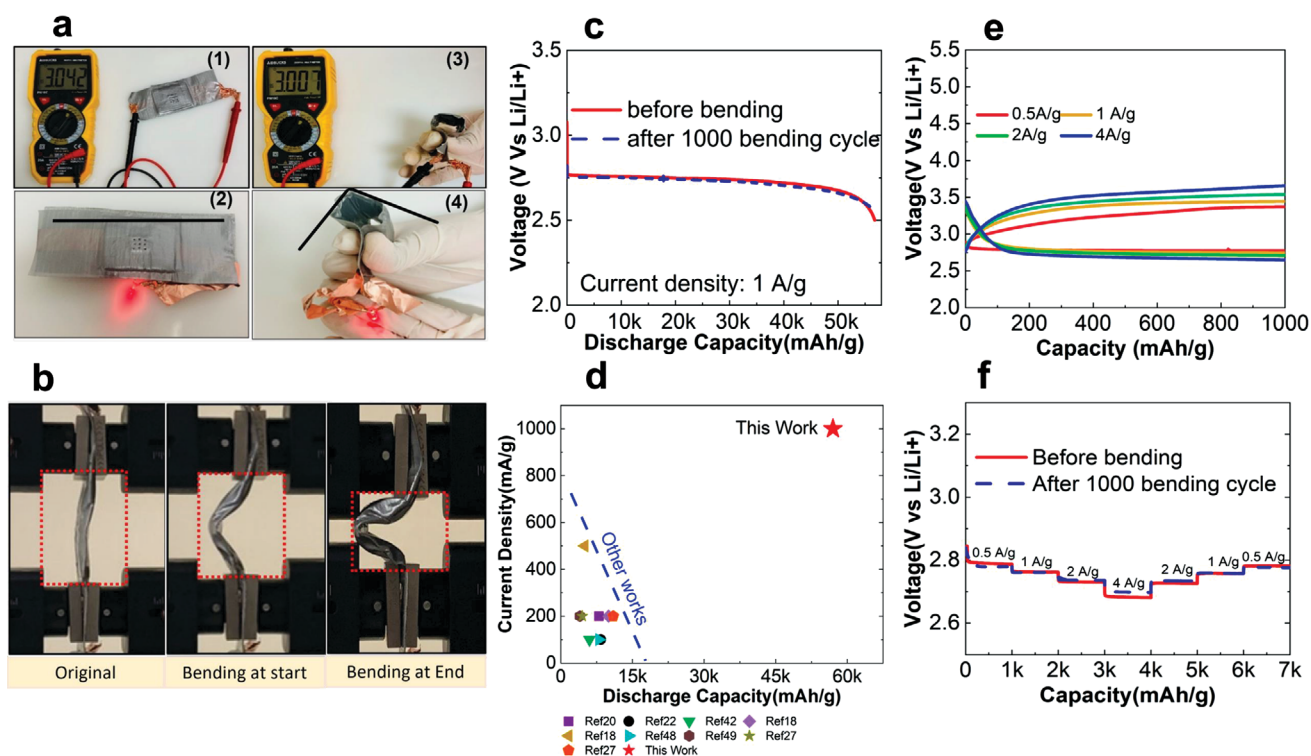 a
(1)
3.042
(3)
3.007
(2)
(4)
b
Original
Bending at start
Bending at End
c
3.5
3.0
2.5
2.0
Voltage (V Vs Li/Li+)
before bending
after 1000 bending cycle
Current density: 1 A/g
0
10k
20k
30k
40k
50k
Discharge Capacity(mAh/g)
d
1000
800
600
400
200
0
Current Density(mA/g)
This Work
Other works
0
15k
30k
45k
60k
Discharge Capacity(mAh/g)
Ref20
Ref22
Ref42
Ref18
Ref18
Ref48
Ref49
Ref27
Ref27
This Work
e
5.5
5.0
4.5
4.0
3.5
3.0
2.5
2.0
Voltage(V Vs Li/Li+)
0.5A/g
1 A/g
2A/g
4A/g
0
200
400
600
800
1000
Capacity (mAh/g)
f
3.2
3.0
2.8
2.6
Voltage(V vs Li/Li+)
Before bending
After 1000 bending cycle
0.5 A/g
1 A/g
2 A/g
4 A/g
2 A/g
1 A/g
0.5 A/g
0
1k
2k
3k
4k
5k
6k
7k
Capacity(mAh/g)